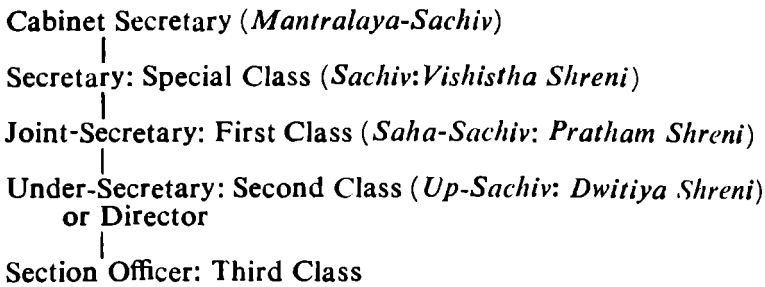 Cabinet Secretary (Mantralaya-Sachiv)
Secretary: Special Class (Sachiv: Vishistha Shreni)
Joint-Secretary: First Class (Saha-Sachiv: Pratham Shreni)
Under-Secretary: Second Class (Up-Sachiv: Dwitiya Shreni)
or Director
Section Officer: Third Class